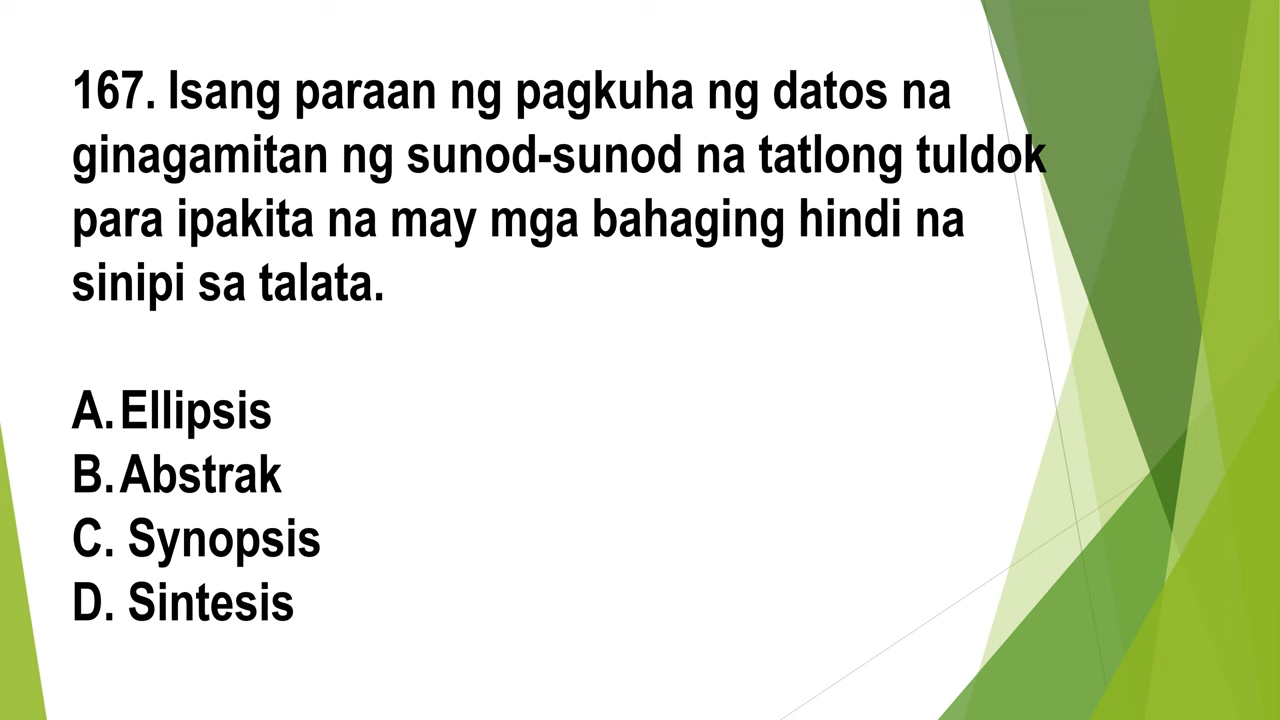 167. Isang paraan ng pagkuha ng datos na
ginagamitan ng sunod-sunod na tatlong tuldok
para ipakita na may mga bahaging hindi na
sinipi sa talata.
A. Ellipsis
B. Abstrak
C. Synopsis
D. Sintesis